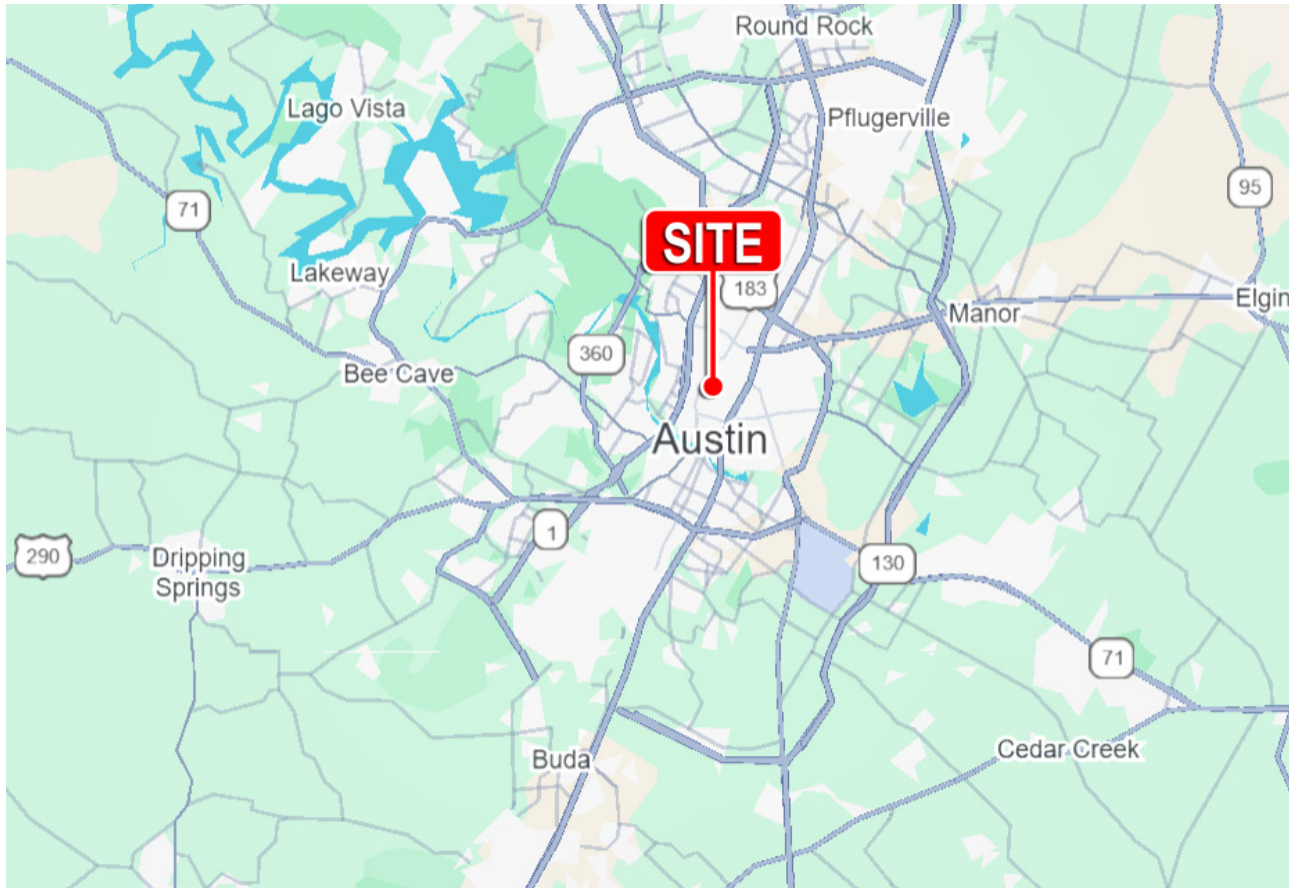 Round Rock
Lago Vista
Pflugerville
71
95
SITE
Lakeway
183
Elgin
Manor
360
Bee Cave
Austin
1
290
Dripping
Springs
130
71
Cedar Creek
Buda